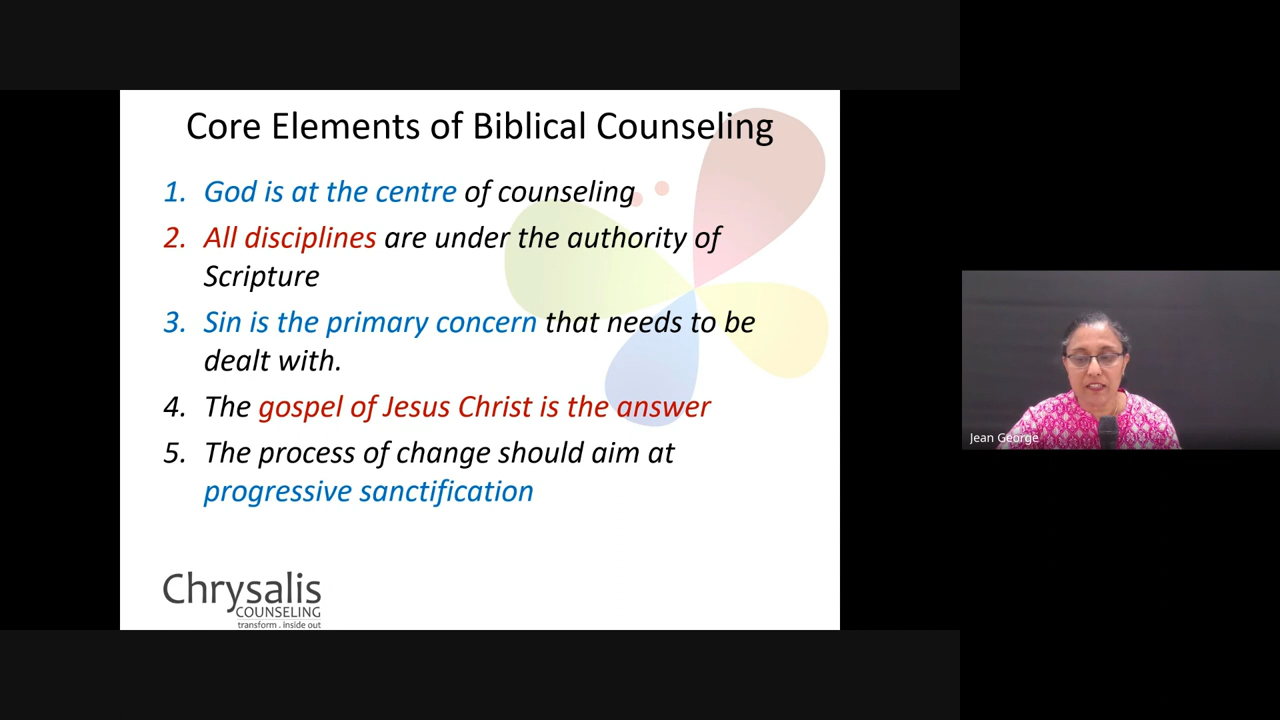 Core Elements of Biblical Counseling
1. God is at the centre of counseling
2. All disciplines are under the authority of
Scripture
3. Sin is the primary concern that needs to be
dealt with.
4. The gospel of Jesus Christ is the answer
5. The process of change should aim at
progressive sanctification
Chrysalis
COUNSELING
transform . inside out
Jean George